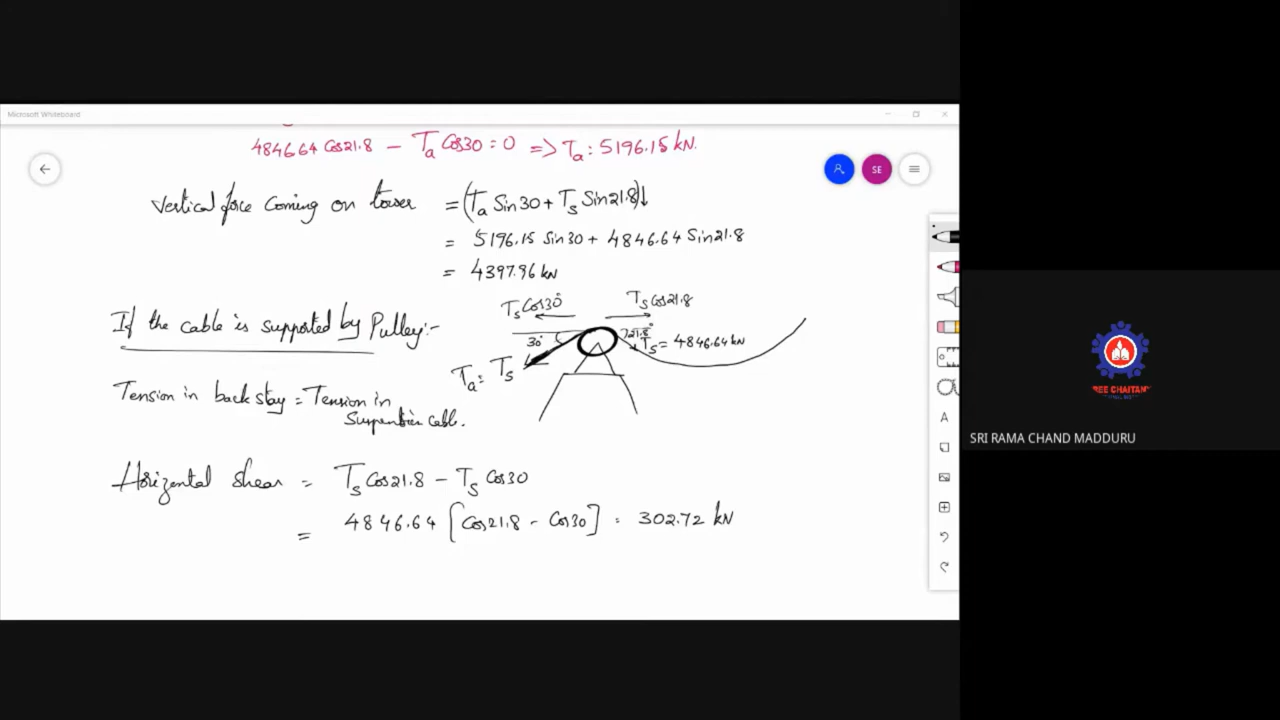 Microsoft Whiteboard
4846.64 Cos21.8 – Ta Cos30 = 0 => Ta : 5196.15 kN.
SE
Vertical force Coming on tower = (Ta Sin30 + Ts Sin21.8)↓
= 5196.15 Sin30 + 4846.64 Sin21.8
= 4397.96 kN
Ts Cos30° Ts Cos21.8
If the cable is supported by Pulley:-
30° 21.8°
Ts = 4846.64 kN
Ta = Ts
Tension in back stay = Tension in
Suspension cable.
SRI RAMA CHAND MADDURU
Horizontal shear = Ts Cos21.8 – Ts Cos30
= 4846.64 [Cos21.8 – Cos30] = 302.72 kN
A